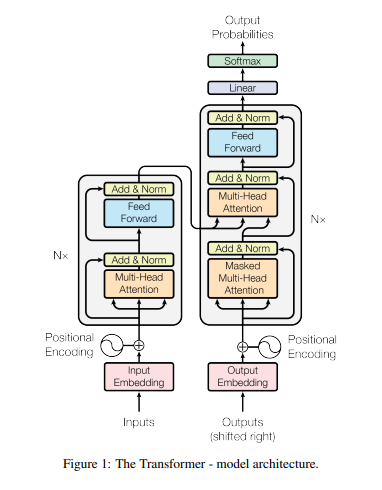 Output
Probabilities
Softmax
Linear
Add & Norm
Feed
Forward
Add & Norm
Multi-Head
Attention
Add & Norm
Masked
Multi-Head
Attention
N×
Add & Norm
Feed
Forward
Add & Norm
Multi-Head
Attention
N×
Positional
Encoding
Positional
Encoding
Input
Embedding
Output
Embedding
Inputs
Outputs
(shifted right)
Figure 1: The Transformer - model architecture.